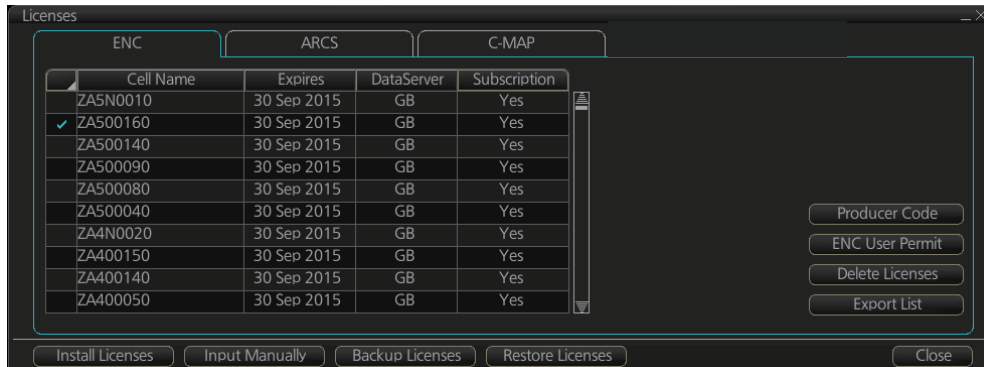 Licenses
ENC ARCS C-MAP
Cell Name Expires DataServer Subscription
ZA5N0010 30 Sep 2015 GB Yes
ZA500160 30 Sep 2015 GB Yes
ZA500140 30 Sep 2015 GB Yes
ZA500090 30 Sep 2015 GB Yes
ZA500080 30 Sep 2015 GB Yes
ZA500040 30 Sep 2015 GB Yes
ZA4N0020 30 Sep 2015 GB Yes
ZA400150 30 Sep 2015 GB Yes
ZA400140 30 Sep 2015 GB Yes
ZA400050 30 Sep 2015 GB Yes
Producer Code
ENC User Permit
Delete Licenses
Export List
Install Licenses Input Manually Backup Licenses Restore Licenses Close